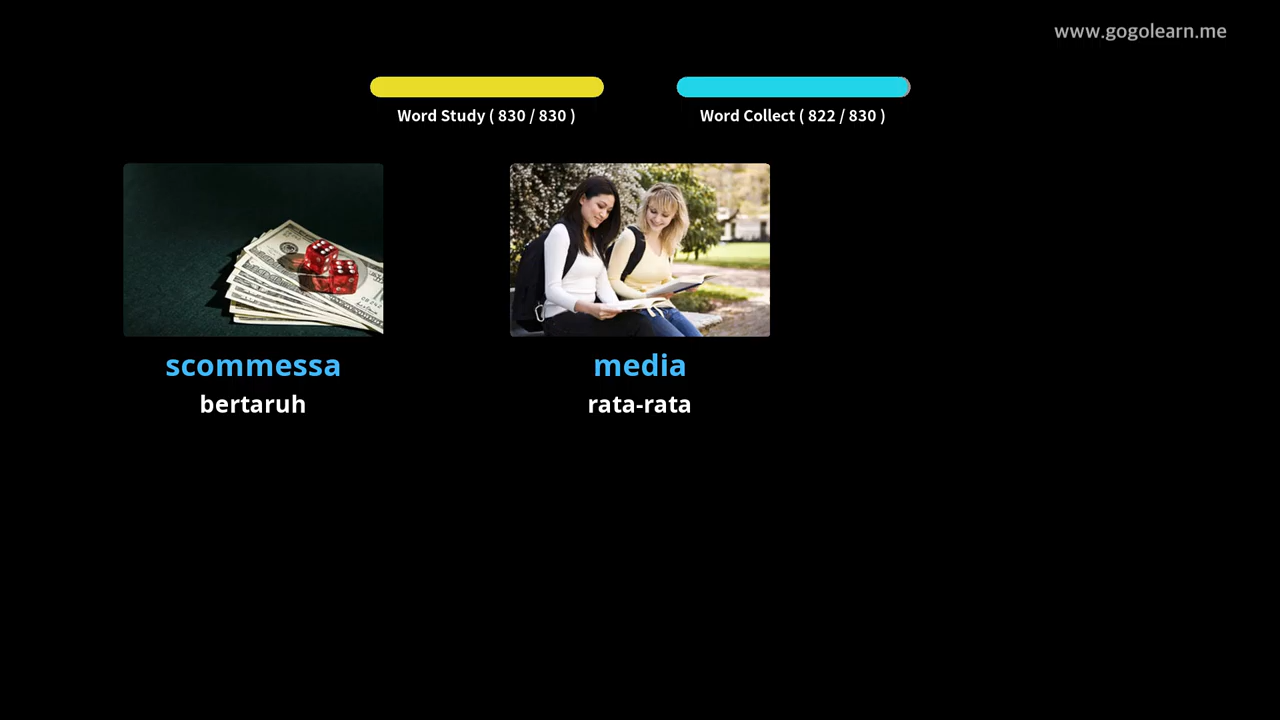 www.gogolearn.me
Word Study ( 830 / 830 )
Word Collect ( 822 / 830 )
scommessa
bertaruh
media
rata-rata